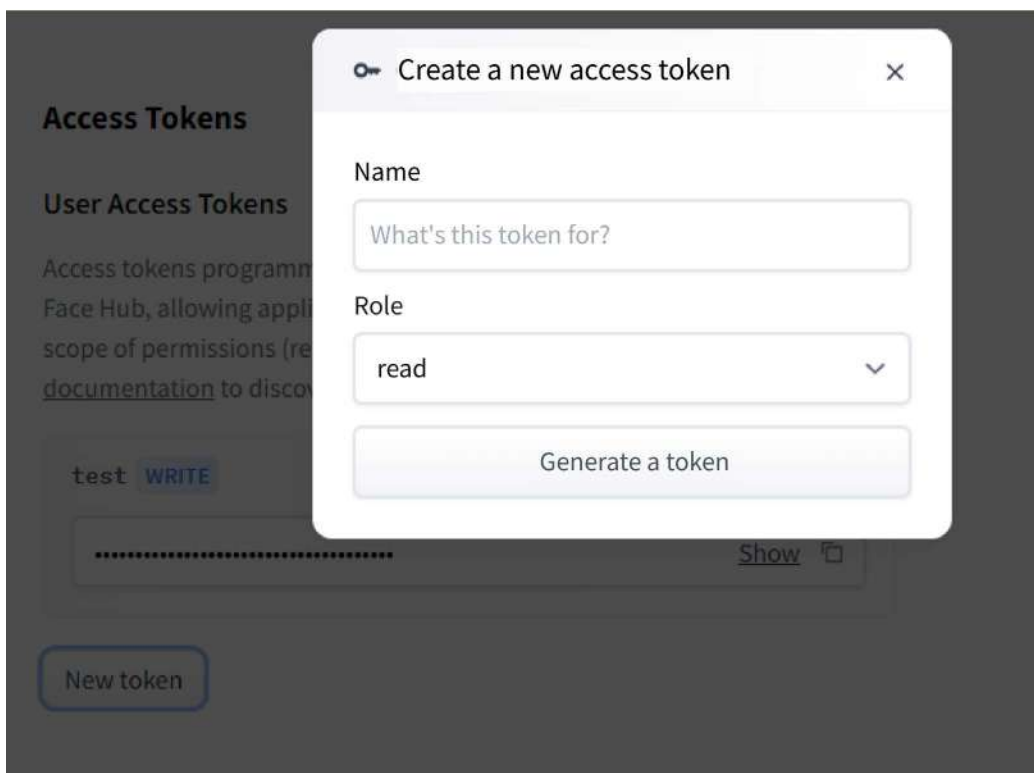 Create a new access token
Access Tokens
Name
User Access Tokens
What's this token for?
Access tokens programm
Face Hub, allowing appli
Role
scope of permissions (re
read
documentation to discov
Generate a token
test WRITE
Show
New token